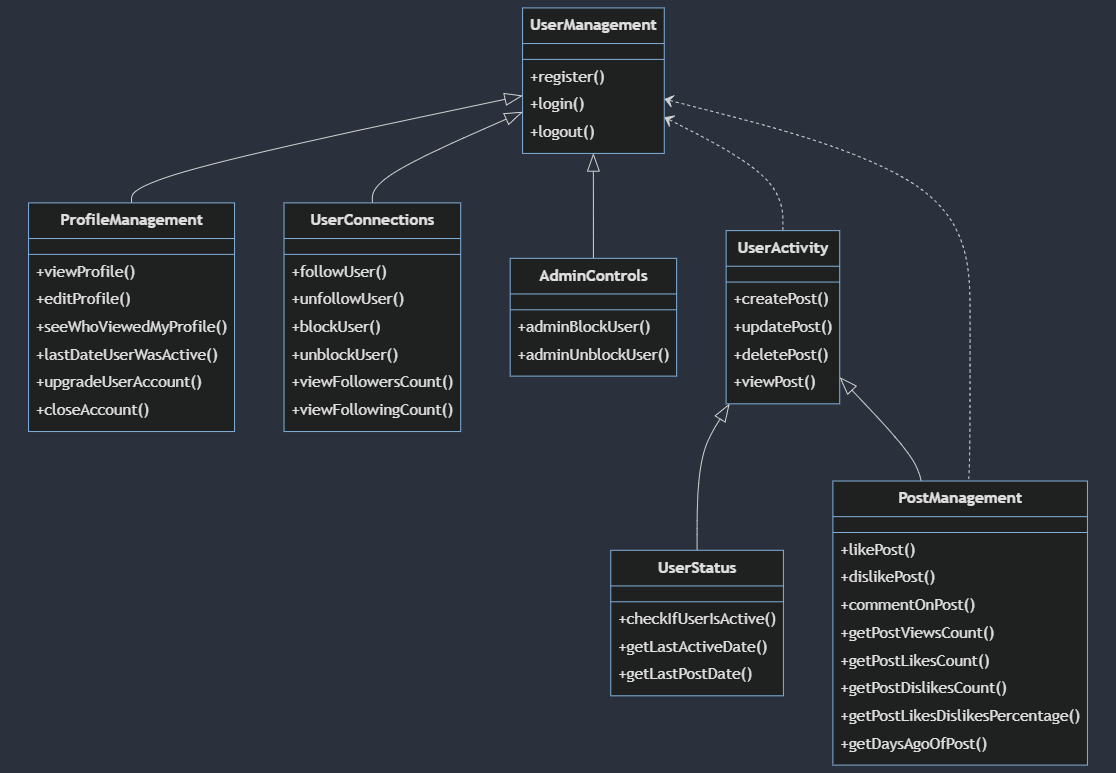 UserManagement
+register()
+login()
+logout()
ProfileManagement
+viewProfile()
+editProfile()
+seeWhoViewedMyProfile()
+lastDateUserWasActive()
+upgradeUserAccount()
+closeAccount()
UserConnections
+followUser()
+unfollowUser()
+blockUser()
+unblockUser()
+viewFollowersCount()
+viewFollowingCount()
AdminControls
+adminBlockUser()
+adminUnblockUser()
UserActivity
+createPost()
+updatePost()
+deletePost()
+viewPost()
UserStatus
+checkIfUserIsActive()
+getLastActiveDate()
+getLastPostDate()
PostManagement
+likePost()
+dislikePost()
+commentOnPost()
+getPostViewsCount()
+getPostLikesCount()
+getPostDislikesCount()
+getPostLikesDislikesPercentage()
+getDaysAgoOfPost()